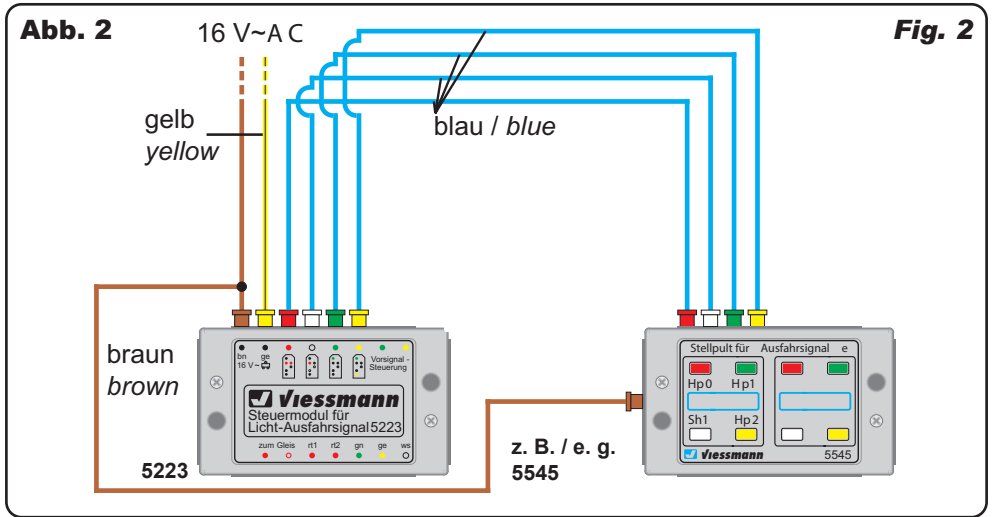 Abb. 2
16 V~A C
Fig. 2
gelb
yellow
blau / blue
braun
brown
bn
ge
16 V~
Vorsignal -
Steuerung
viessmann
Steuermodul für
Licht-Ausfahrsignal 5223
zum Gleis rt1 rt2 gn ge ws
5223
z. B. / e. g.
5545
Stellpult für Ausfahrsignal e
Hp0 Hp1
Sh1 Hp2
viessmann 5545